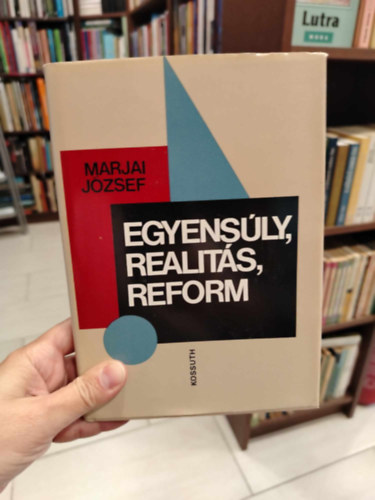 Lutra
MARJAI
JÓZSEF
EGYENSÚLY,
REALITÁS,
REFORM
KOSSUTH